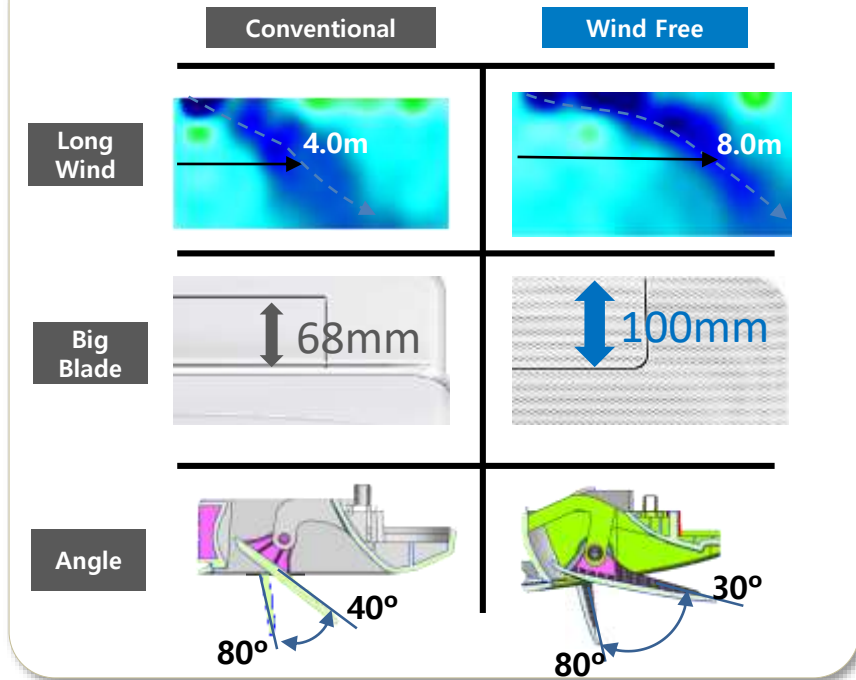 Conventional
Wind Free
Long
Wind
4.0m
8.0m
Big
Blade
68mm
100mm
Angle
40º
80º
30º
80º